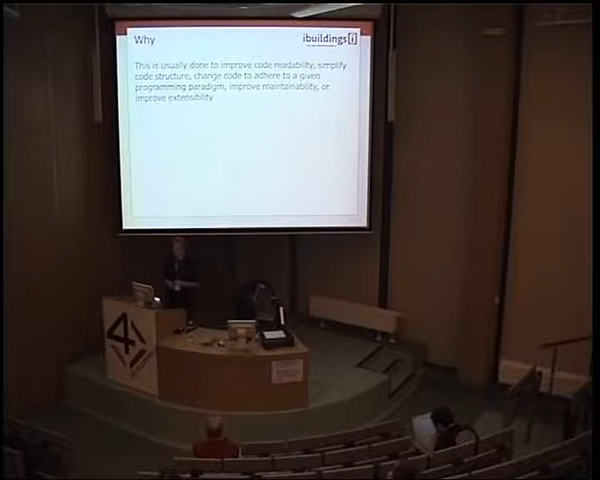 Why
ibuildings[i]
This is usually done to improve code readability, simplify
code structure, change code to adhere to a given
programming paradigm, improve maintainability, or
improve extensibility
4